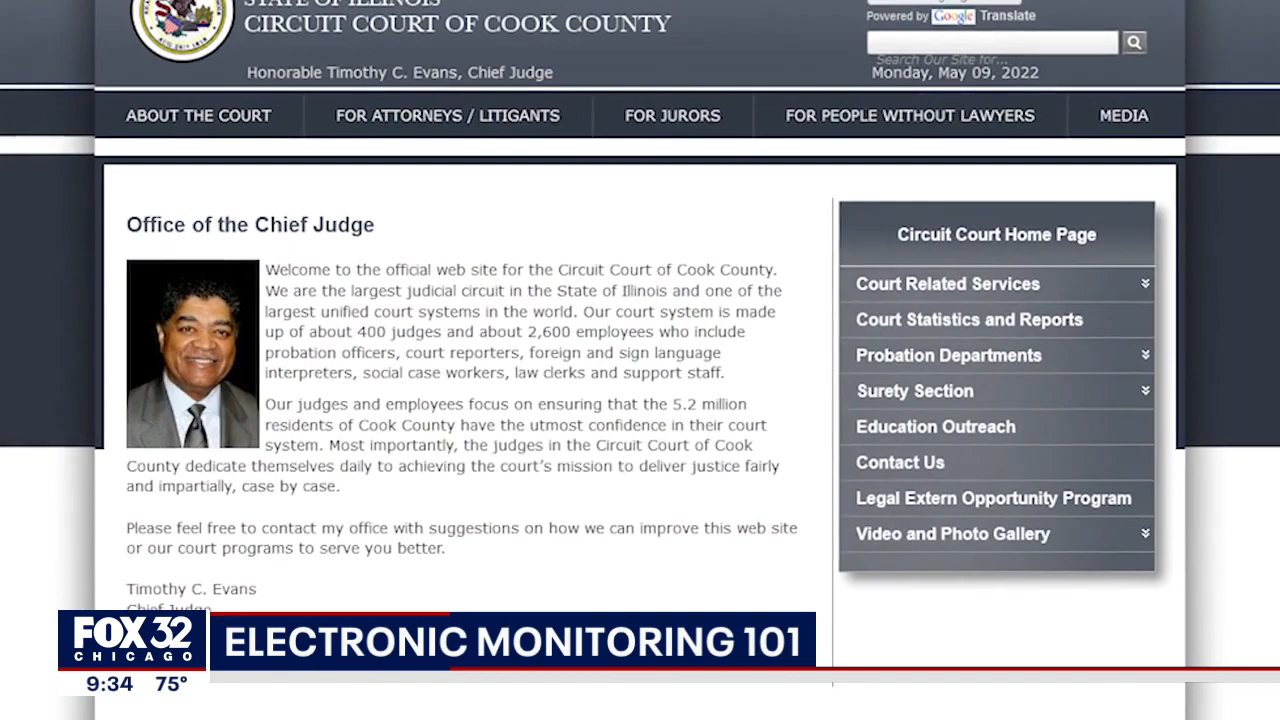 STATE OF ILLINOIS
CIRCUIT COURT OF COOK COUNTY
Honorable Timothy C. Evans, Chief Judge
Powered by Google Translate
Search Our Site for...
Monday, May 09, 2022
ABOUT THE COURT
FOR ATTORNEYS / LITIGANTS
FOR JURORS
FOR PEOPLE WITHOUT LAWYERS
MEDIA
Office of the Chief Judge
Welcome to the official web site for the Circuit Court of Cook County.
We are the largest judicial circuit in the State of Illinois and one of the
largest unified court systems in the world. Our court system is made
up of about 400 judges and about 2,600 employees who include
probation officers, court reporters, foreign and sign language
interpreters, social case workers, law clerks and support staff.
Our judges and employees focus on ensuring that the 5.2 million
residents of Cook County have the utmost confidence in their court
system. Most importantly, the judges in the Circuit Court of Cook
County dedicate themselves daily to achieving the court's mission to deliver justice fairly
and impartially, case by case.
Please feel free to contact my office with suggestions on how we can improve this web site
or our court programs to serve you better.
Timothy C. Evans
Chief Judge
Circuit Court Home Page
Court Related Services
Court Statistics and Reports
Probation Departments
Surety Section
Education Outreach
Contact Us
Legal Extern Opportunity Program
Video and Photo Gallery
FOX 32
CHICAGO
ELECTRONIC MONITORING 101
9:34 75°